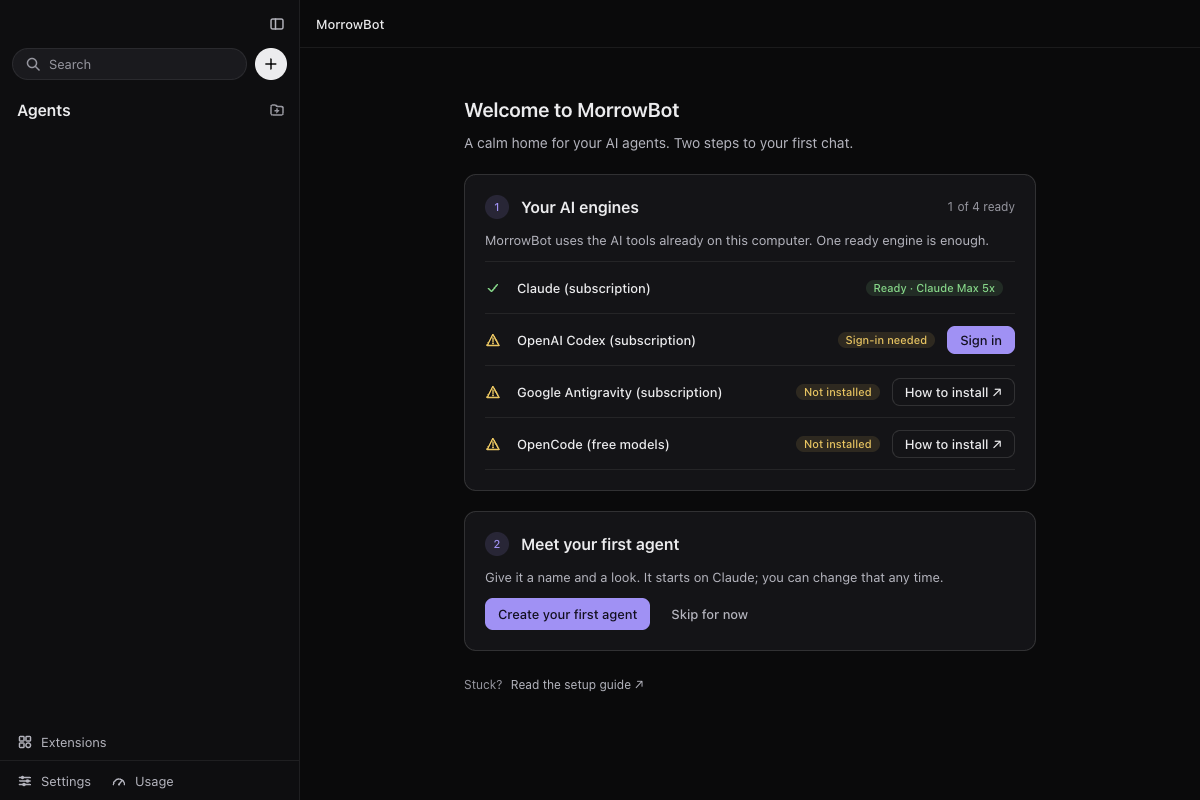 MorrowBot
Search
Agents
Welcome to MorrowBot
A calm home for your AI agents. Two steps to your first chat.
1 Your AI engines 1 of 4 ready
MorrowBot uses the AI tools already on this computer. One ready engine is enough.
Claude (subscription) Ready · Claude Max 5x
OpenAI Codex (subscription) Sign-in needed Sign in
Google Antigravity (subscription) Not installed How to install ↗
OpenCode (free models) Not installed How to install ↗
2 Meet your first agent
Give it a name and a look. It starts on Claude; you can change that any time.
Create your first agent Skip for now
Stuck? Read the setup guide ↗
Extensions
Settings Usage